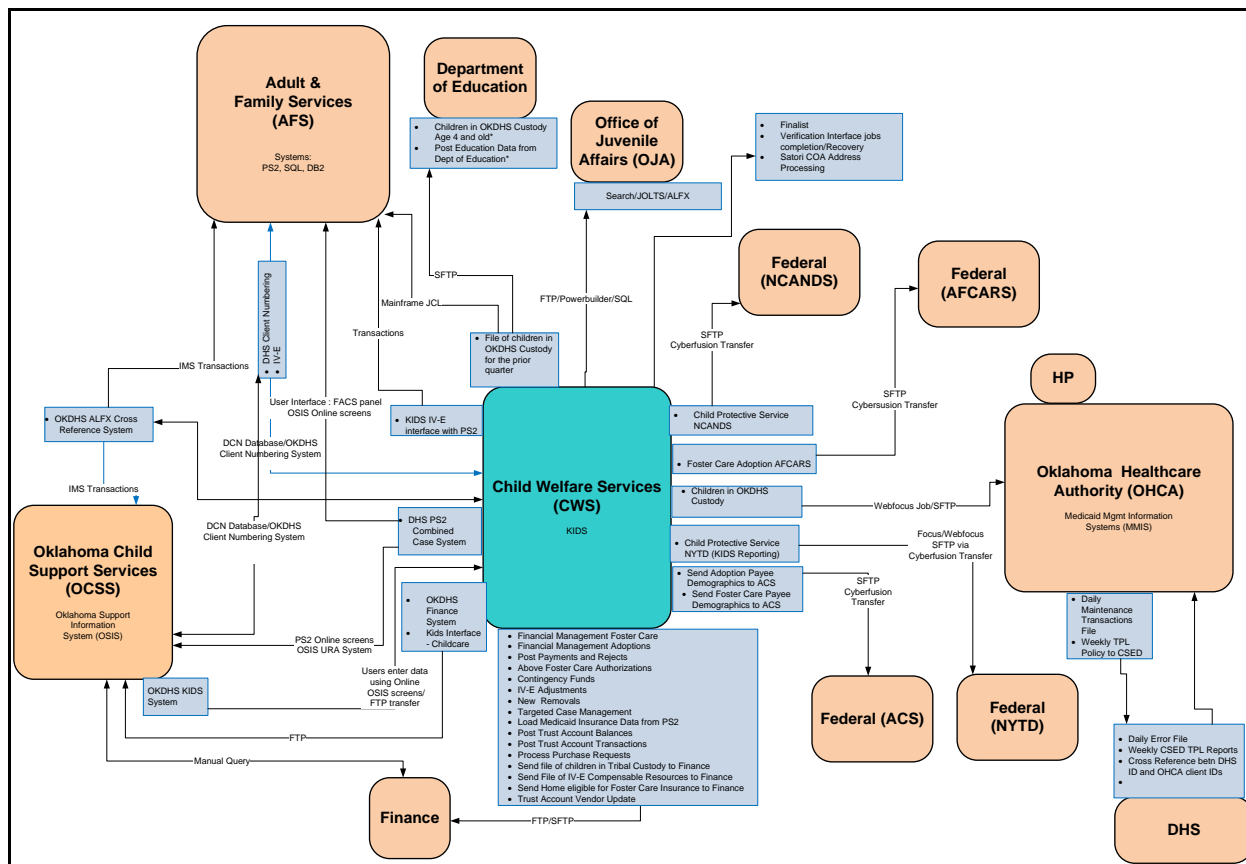 Adult &
Family Services
(AFS)
Systems:
PS2, SQL, DB2
Department
of Education
• Children in OKDHS Custody
Age 4 and old*
• Post Education Data from
Dept of Education*
Office of
Juvenile
Affairs (OJA)
Search/JOLTS/ALFX
• Finalist
• Verification Interface jobs
completion/Recovery
• Satori COA Address
Processing
Federal
(NCANDS)
Federal
(AFCARS)
SFTP
Mainframe JCL
FTP/Powerbuilder/SQL
Transactions
SFTP
Cyberfusion Transfer
• DHS Client Numbering
• IV-E
• File of children in
OKDHS Custody
for the prior
quarter
IMS Transactions
User Interface : FACS panel
OSIS Online screens
SFTP
Cybersusion Transfer
HP
• OKDHS ALFX Cross
Reference System
• KIDS IV-E
interface with PS2
• Child Protective Service
NCANDS
DCN Database/OKDHS
Client Numbering System
• Foster Care Adoption AFCARS
Oklahoma Healthcare
Authority (OHCA)
Medicaid Mgmt Information
Systems (MMIS)
IMS Transactions
Child Welfare Services
(CWS)
KIDS
• Children in OKDHS
Custody
Webfocus Job/SFTP
DCN Database/OKDHS
Client Numbering System
• DHS PS2
Combined
Case System
• Child Protective Service
NYTD (KIDS Reporting)
Focus/Webfocus
SFTP via
Cyberfusion Transfer
Oklahoma Child
Support Services
(OCSS)
Oklahoma Support
Information
System (OSIS)
• Send Adoption Payee
Demographics to ACS
• Send Foster Care Payee
Demographics to ACS
SFTP
Cyberfusion
Transfer
• OKDHS
Finance
System
• Kids Interface
- Childcare
• Daily
Maintenance
Transactions
File
• Weekly TPL
Policy to CSED
PS2 Online screens
OSIS URA System
Users enter data
using Online
OSIS screens/
FTP transfer
OKDHS KIDS
System
• Financial Management Foster Care
• Financial Management Adoptions
• Post Payments and Rejects
• Above Foster Care Authorizations
• Contingency Funds
• IV-E Adjustments
• New Removals
• Targeted Case Management
• Load Medicaid Insurance Data from PS2
• Post Trust Account Balances
• Post Trust Account Transactions
• Process Purchase Requests
• Send file of children in Tribal Custody to Finance
• Send File of IV-E Compensable Resources to Finance
• Send Home eligible for Foster Care Insurance to Finance
• Trust Account Vendor Update
Federal (ACS)
Federal
(NYTD)
FTP
Manual Query
• Daily Error File
• Weekly CSED TPL Reports
• Cross Reference betn DHS
ID and OHCA client IDs
•
Finance
FTP/SFTP
DHS